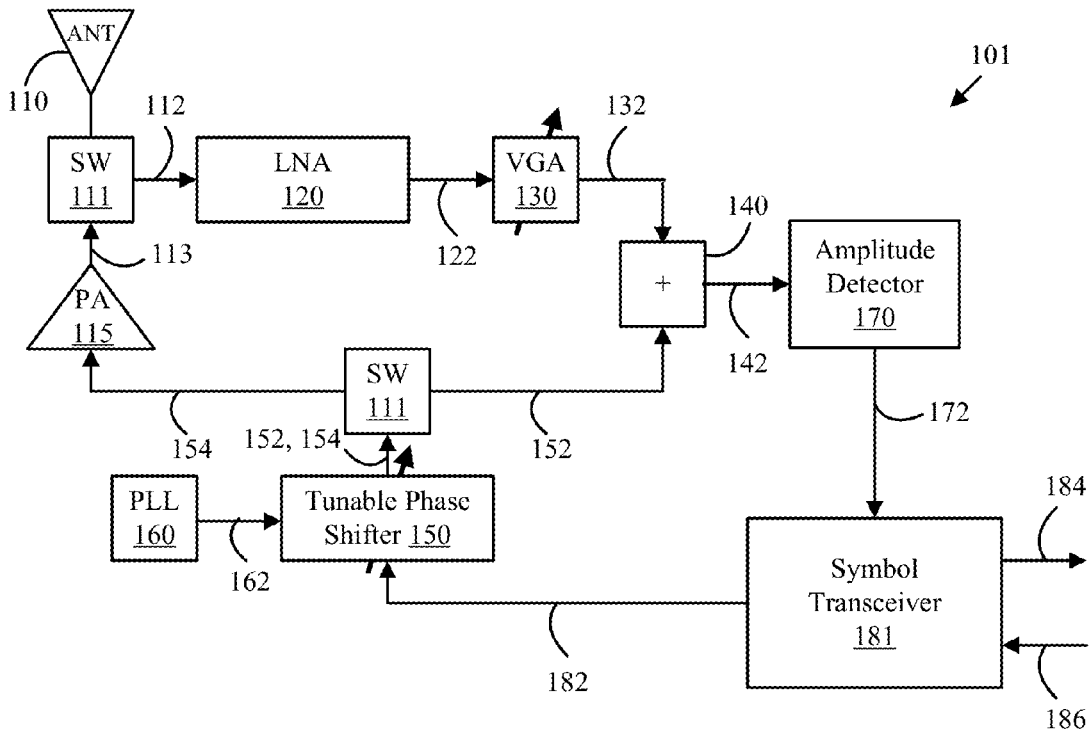 ANT
110
SW
111
112
LNA
120
122
VGA
130
132
101
113
PA
115
140
+
142
Amplitude
Detector
170
172
SW
111
154
152
152, 154
PLL
160
162
Tunable Phase
Shifter 150
182
Symbol
Transceiver
181
184
186